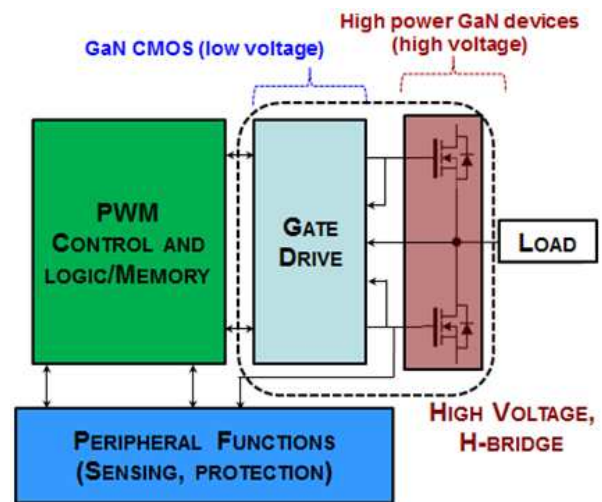 High power GaN devices
(high voltage)
GaN CMOS (low voltage)
PWM
CONTROL AND
LOGIC/MEMORY
GATE
DRIVE
LOAD
HIGH VOLTAGE,
H-BRIDGE
PERIPHERAL FUNCTIONS
(SENSING, PROTECTION)